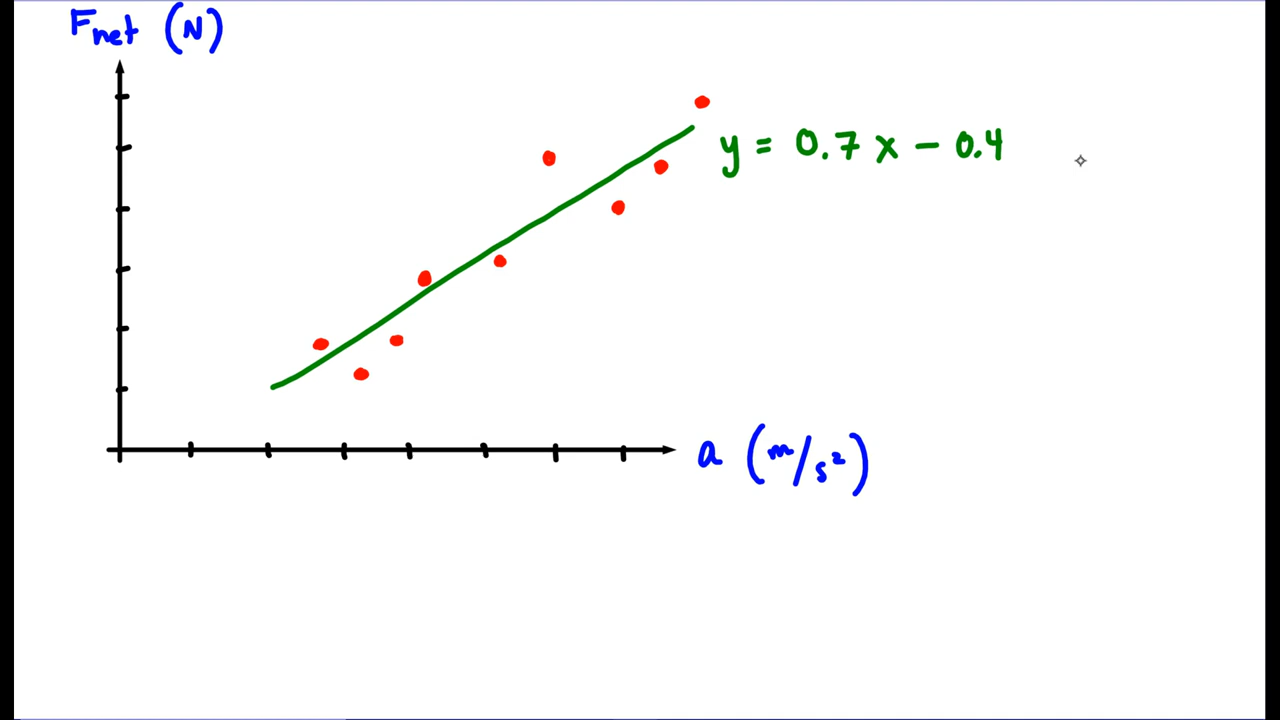 Fnet (N)
y = 0.7 x - 0.4
a (m/s²)